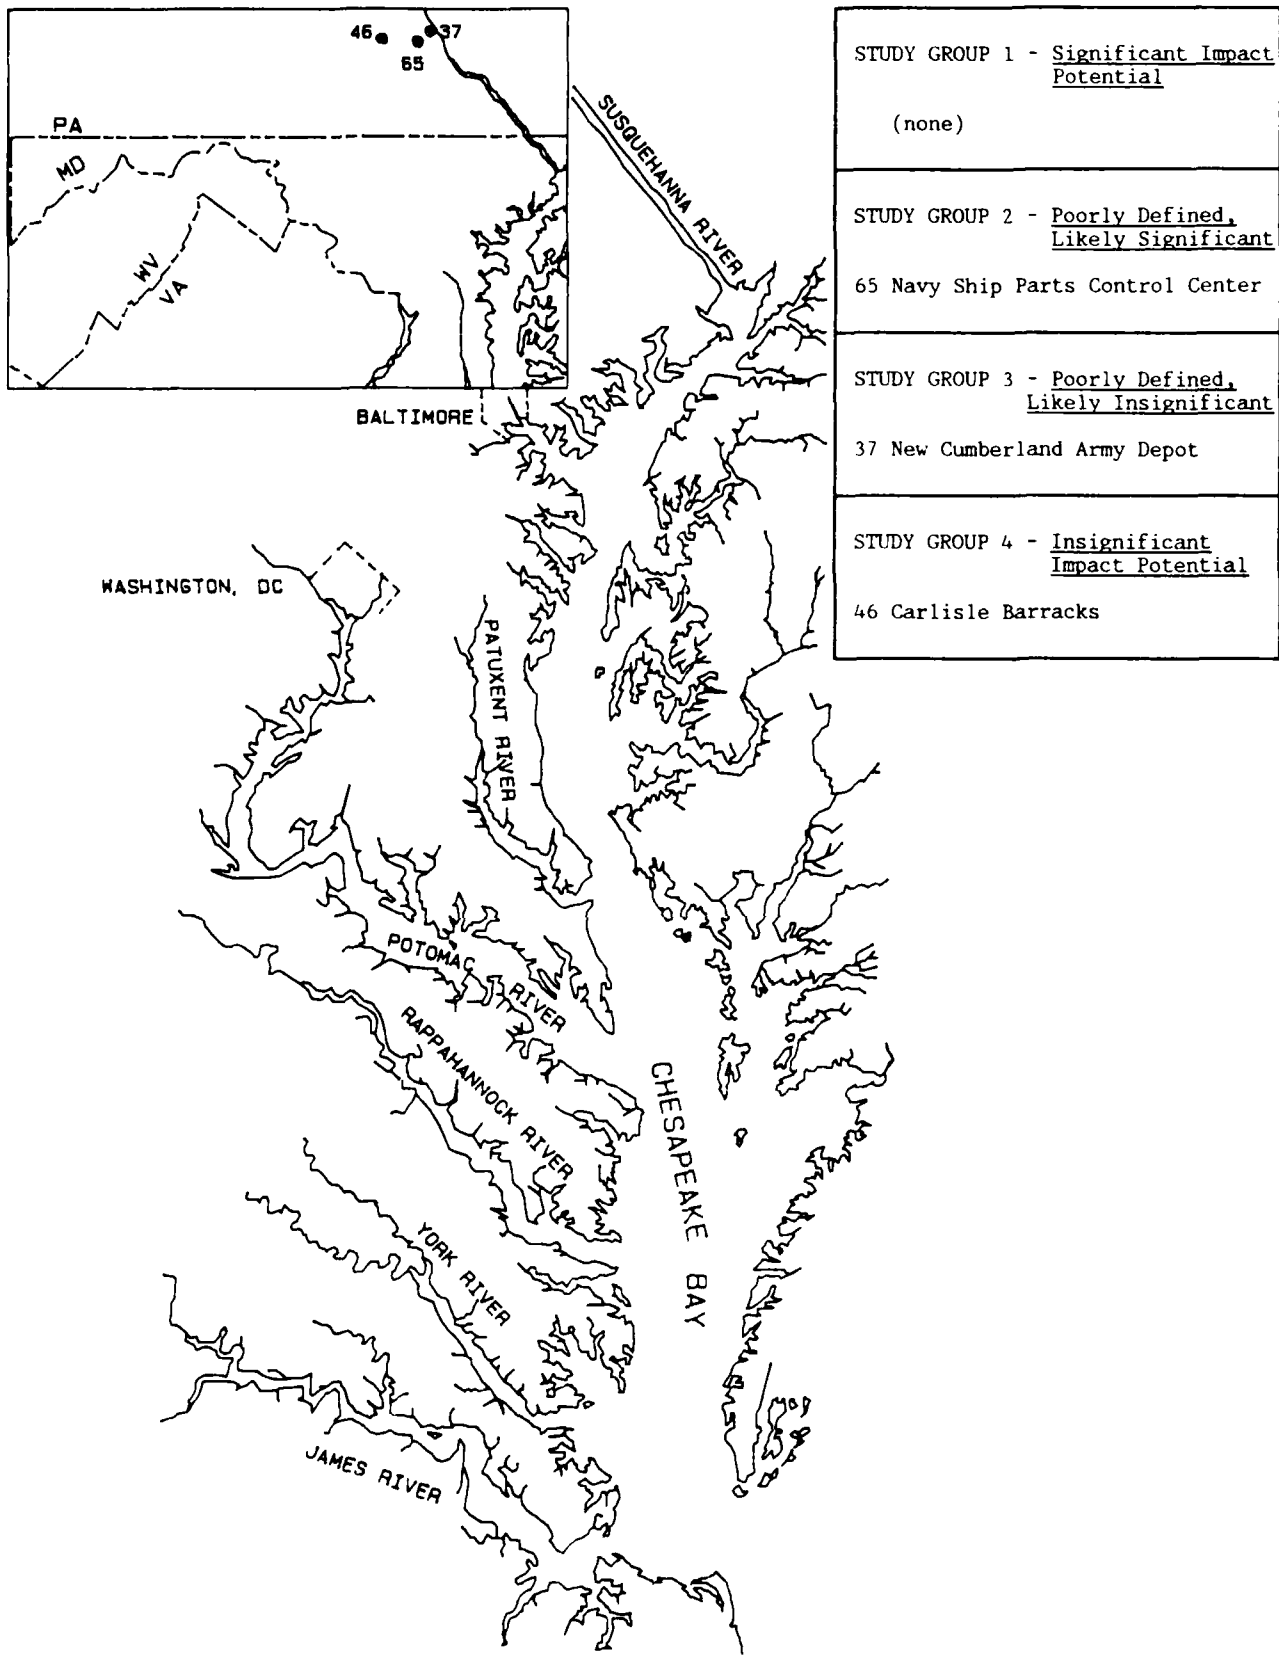 46
37
65
PA
MD
WV
VA
SUSQUEHANNA RIVER
BALTIMORE
WASHINGTON, DC
PATUXENT RIVER
POTOMAC
RIVER
RAPPAHANNOCK RIVER
CHESAPEAKE BAY
YORK RIVER
JAMES RIVER
STUDY GROUP 1 - Significant Impact
Potential
(none)
STUDY GROUP 2 - Poorly Defined,
Likely Significant
65 Navy Ship Parts Control Center
STUDY GROUP 3 - Poorly Defined,
Likely Insignificant
37 New Cumberland Army Depot
STUDY GROUP 4 - Insignificant
Impact Potential
46 Carlisle Barracks